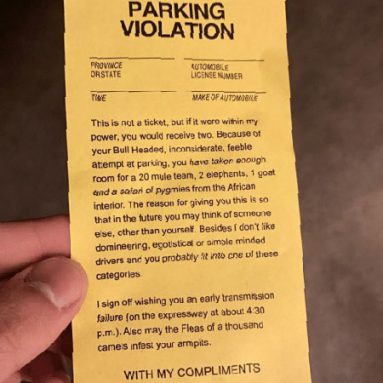 PARKING
VIOLATION
PROVINCE AUTOMOBILE
OR STATE LICENSE NUMBER
TIME MAKE OF AUTOMOBILE
This is not a ticket, but if it were within my
power, you would receive two. Because of
your Bull Headed, inconsiderate, feeble
attempt at parking, you have taken enough
room for a 20 mule team, 2 elephants, 1 goat
and a safari of pygmies from the African
interior. The reason for giving you this is so
that in the future you may think of someone
else, other than yourself. Besides I don't like
domineering, egotistical or simple minded
drivers and you probably fit into one of these
categories.
I sign off wishing you an early transmission
failure (on the expressway at about 4:30
p.m.). Also may the Fleas of a thousand
camels infest your armpits.
WITH MY COMPLIMENTS